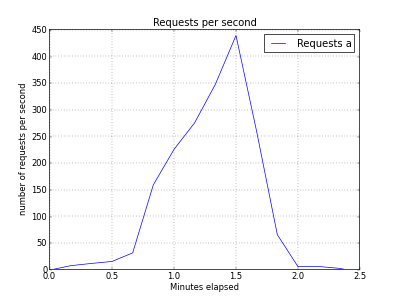 Requests per second
Requests a
450
400
350
300
250
200
150
100
50
0
number of requests per second
0.0 0.5 1.0 1.5 2.0 2.5
Minutes elapsed